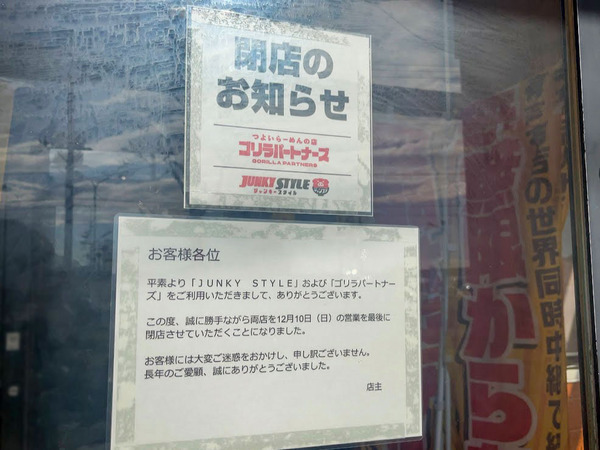 閉店の
お知らせ
つよいらーめんの店
ゴリラパートナース
GORILLA PARTNERS
JUNKY STYLE
ジャンキースタイル
お客様各位
平素より「ＪＵＮＫＹ　ＳＴＹＬＥ」および「ゴリラパートナー
ズ」をご利用いただきまして、ありがとうございます。
この度、誠に勝手ながら両店を12月10日（日）の営業を最後に
閉店させていただくことになりました。
お客様には大変ご迷惑をおかけし、申し訳ございません。
長年のご愛顧、誠にありがとうございました。
店主
から
の世界同時中継で